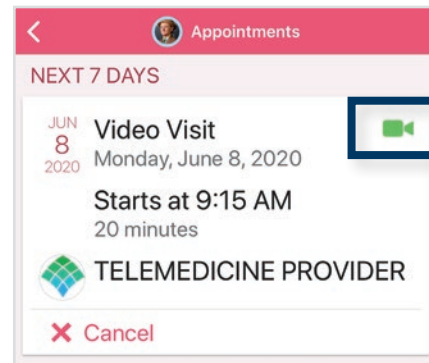 Appointments
NEXT 7 DAYS
JUN
8
2020
Video Visit
Monday, June 8, 2020
Starts at 9:15 AM
20 minutes
TELEMEDICINE PROVIDER
Cancel